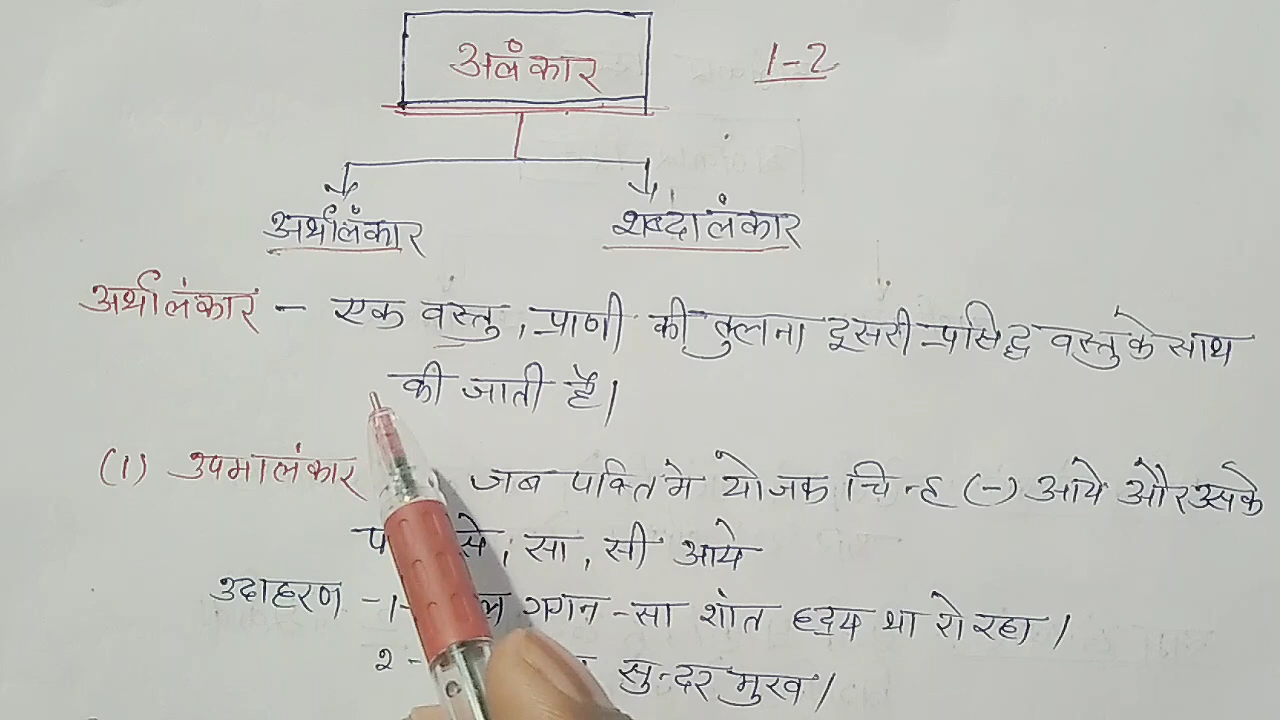 अलंकार
1-2
अर्थालंकार
शब्दालंकार
अर्थालंकार - एक वस्तु, प्राणी की तुलना दूसरी प्रसिद्ध वस्तु के साथ
की जाती है।
(1) उपमालंकार जब पक्ति मे योजक चिन्ह (-) आये और उसके
से, सा, सी आये
उदाहरण -1- गगन-सा शांत हृदय था रो रहा।
2- सुन्दर मुख।